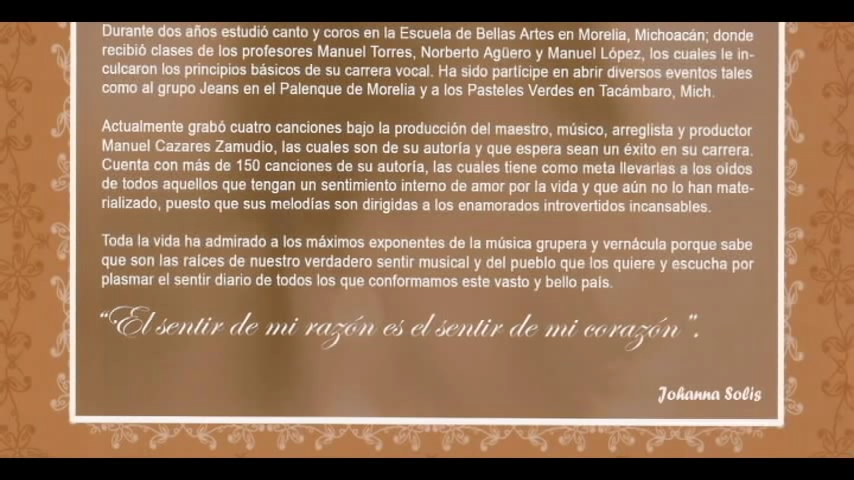 Durante dos años estudió canto y coros en la Escuela de Bellas Artes en Morelia, Michoacán; donde
recibió clases de los profesores Manuel Torres, Norberto Agüero y Manuel López, los cuales le in-
culcaron los principios básicos de su carrera vocal. Ha sido partícipe en abrir diversos eventos tales
como al grupo Jeans en el Palenque de Morelia y a los Pasteles Verdes en Tacámbaro, Mich.
Actualmente grabó cuatro canciones bajo la producción del maestro, músico, arreglista y productor
Manuel Cazares Zamudio, las cuales son de su autoría y que espera sean un éxito en su carrera.
Cuenta con más de 150 canciones de su autoría, las cuales tiene como meta llevarlas a los oídos
de todos aquellos que tengan un sentimiento interno de amor por la vida y que aún no lo han mate-
rializado, puesto que sus melodías son dirigidas a los enamorados introvertidos incansables.
Toda la vida ha admirado a los máximos exponentes de la música grupera y vernácula porque sabe
que son las raíces de nuestro verdadero sentir musical y del pueblo que los quiere y escucha por
plasmar el sentir diario de todos los que conformamos este vasto y bello país.
“El sentir de mi razón es el sentir de mi corazón”.
Johanna Solis